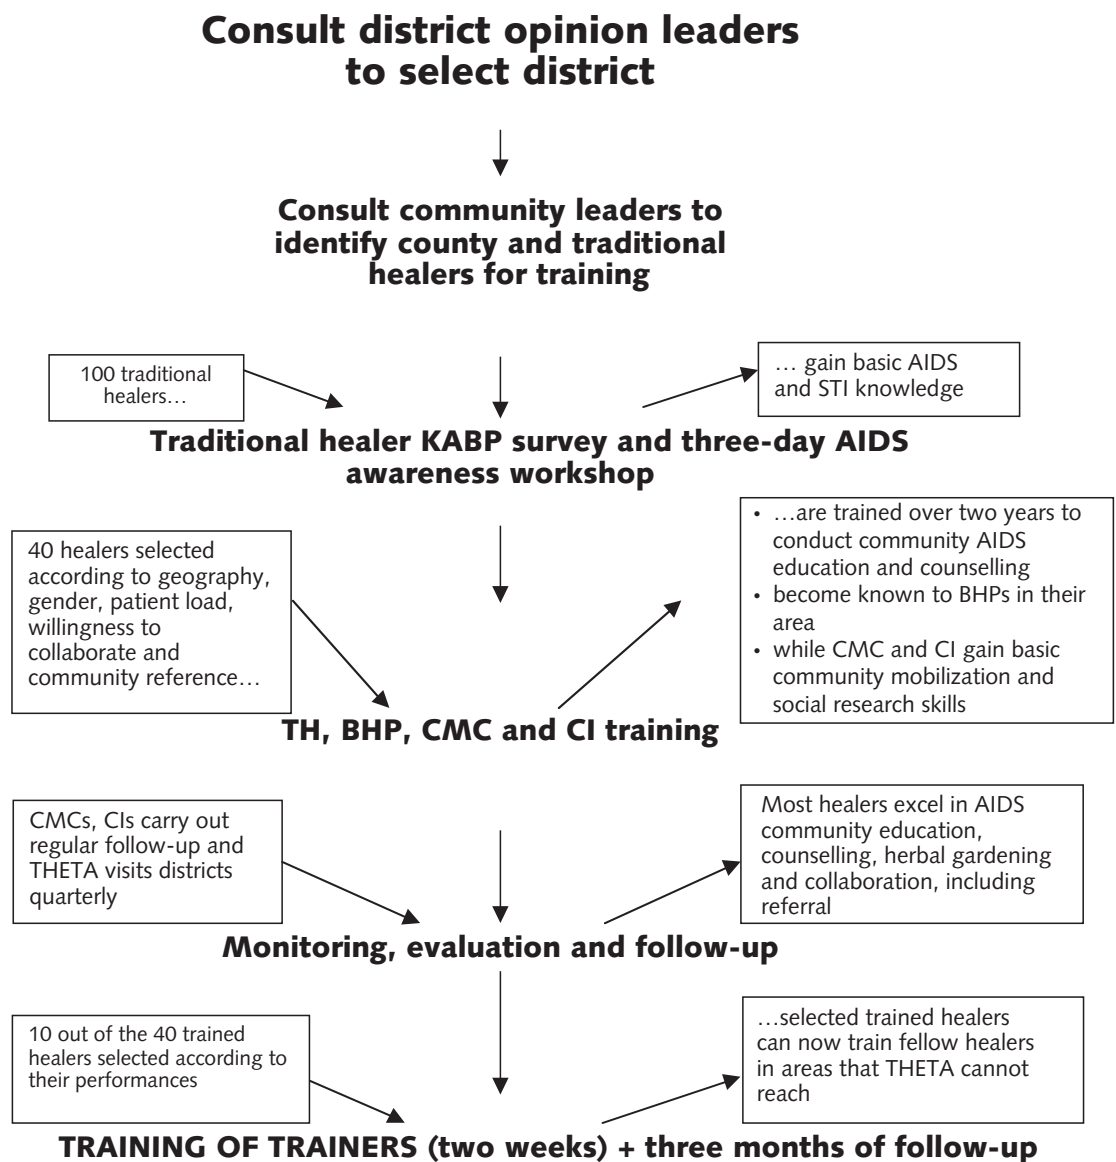 Consult district opinion leaders
to select district
Consult community leaders to
identify county and traditional
healers for training
100 traditional
healers…
… gain basic AIDS
and STI knowledge
Traditional healer KABP survey and three-day AIDS
awareness workshop
40 healers selected
according to geography,
gender, patient load,
willingness to
collaborate and
community reference…
• …are trained over two years to
conduct community AIDS
education and counselling
• become known to BHPs in their
area
• while CMC and CI gain basic
community mobilization and
social research skills
TH, BHP, CMC and CI training
CMCs, CIs carry out
regular follow-up and
THETA visits districts
quarterly
Most healers excel in AIDS
community education,
counselling, herbal gardening
and collaboration, including
referral
Monitoring, evaluation and follow-up
10 out of the 40 trained
healers selected according to
their performances
…selected trained healers
can now train fellow healers
in areas that THETA cannot
reach
TRAINING OF TRAINERS (two weeks) + three months of follow-up